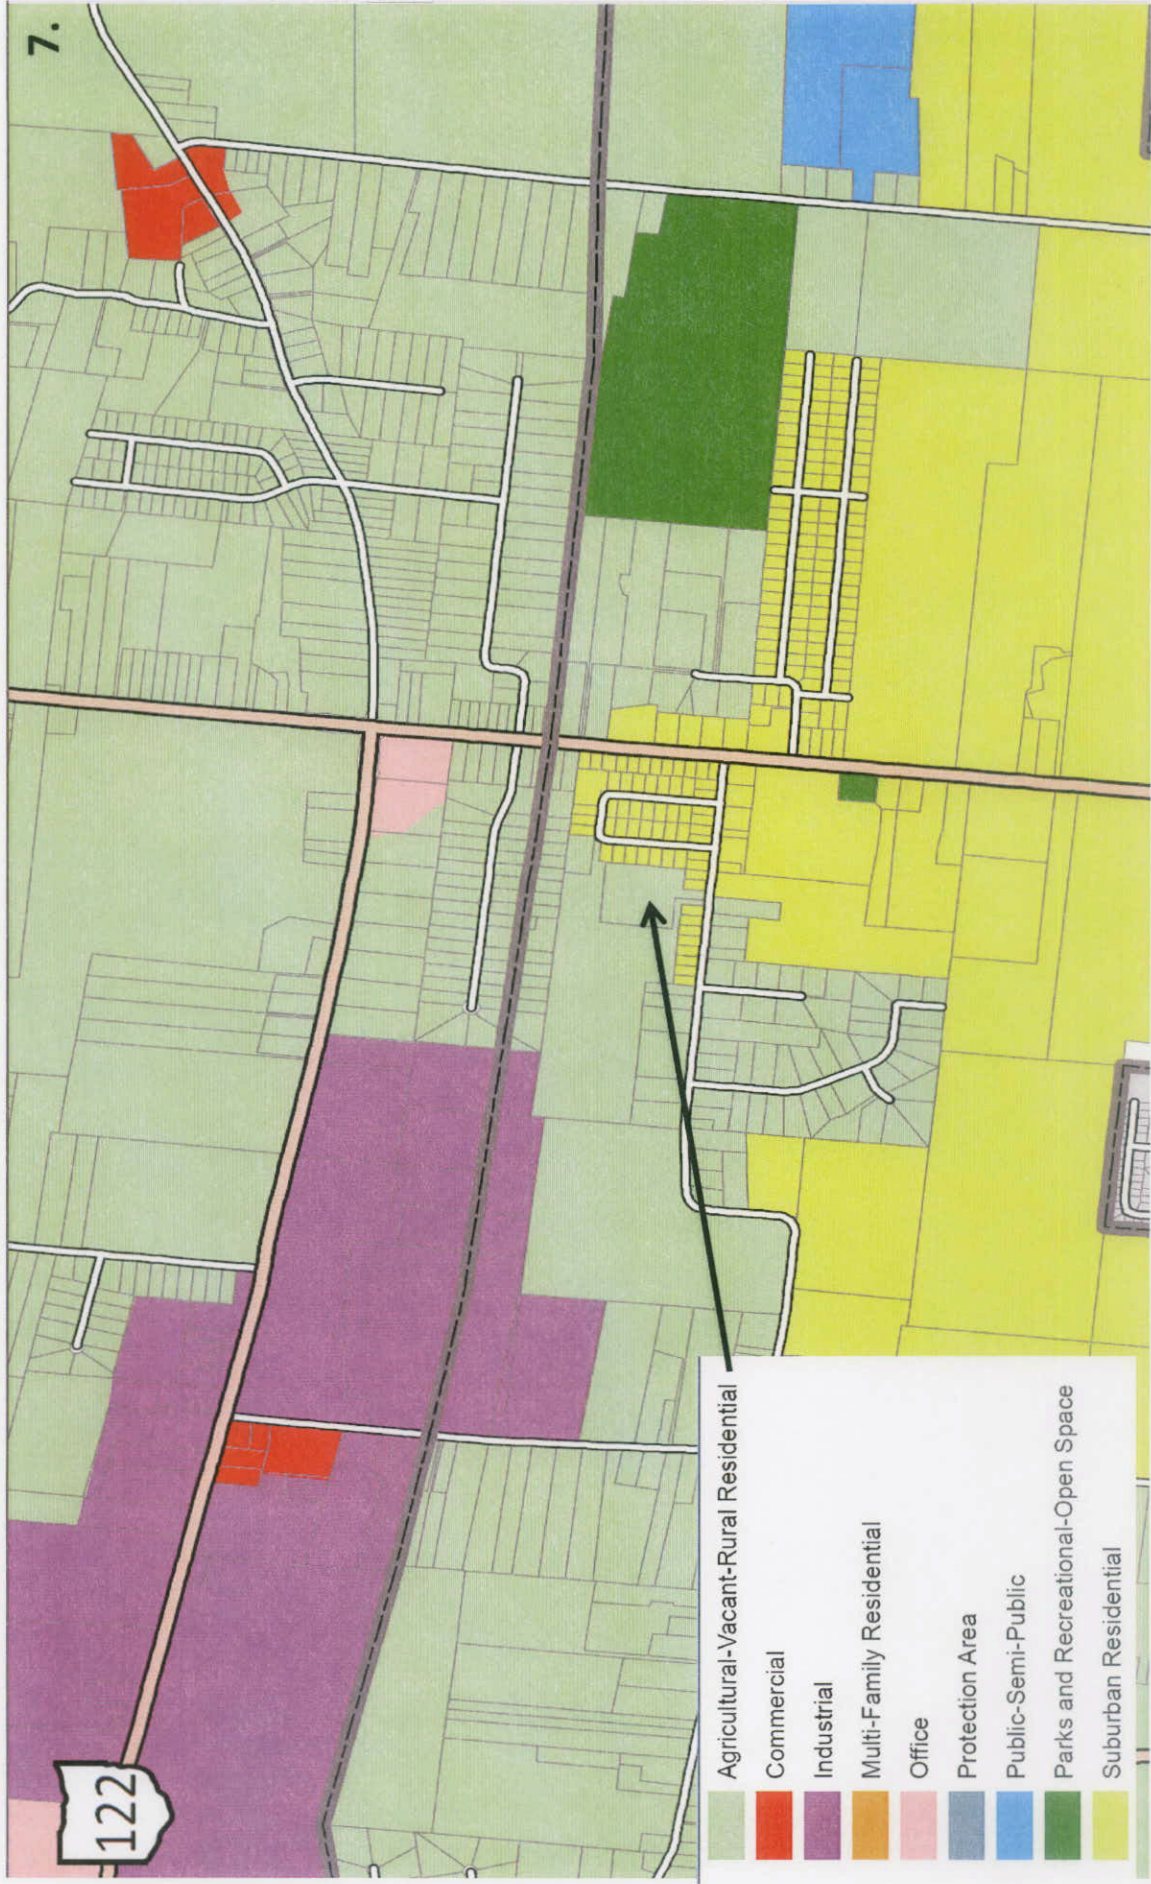 7.
122
Agricultural-Vacant-Rural Residential
Commercial
Industrial
Multi-Family Residential
Office
Protection Area
Public-Semi-Public
Parks and Recreational-Open Space
Suburban Residential